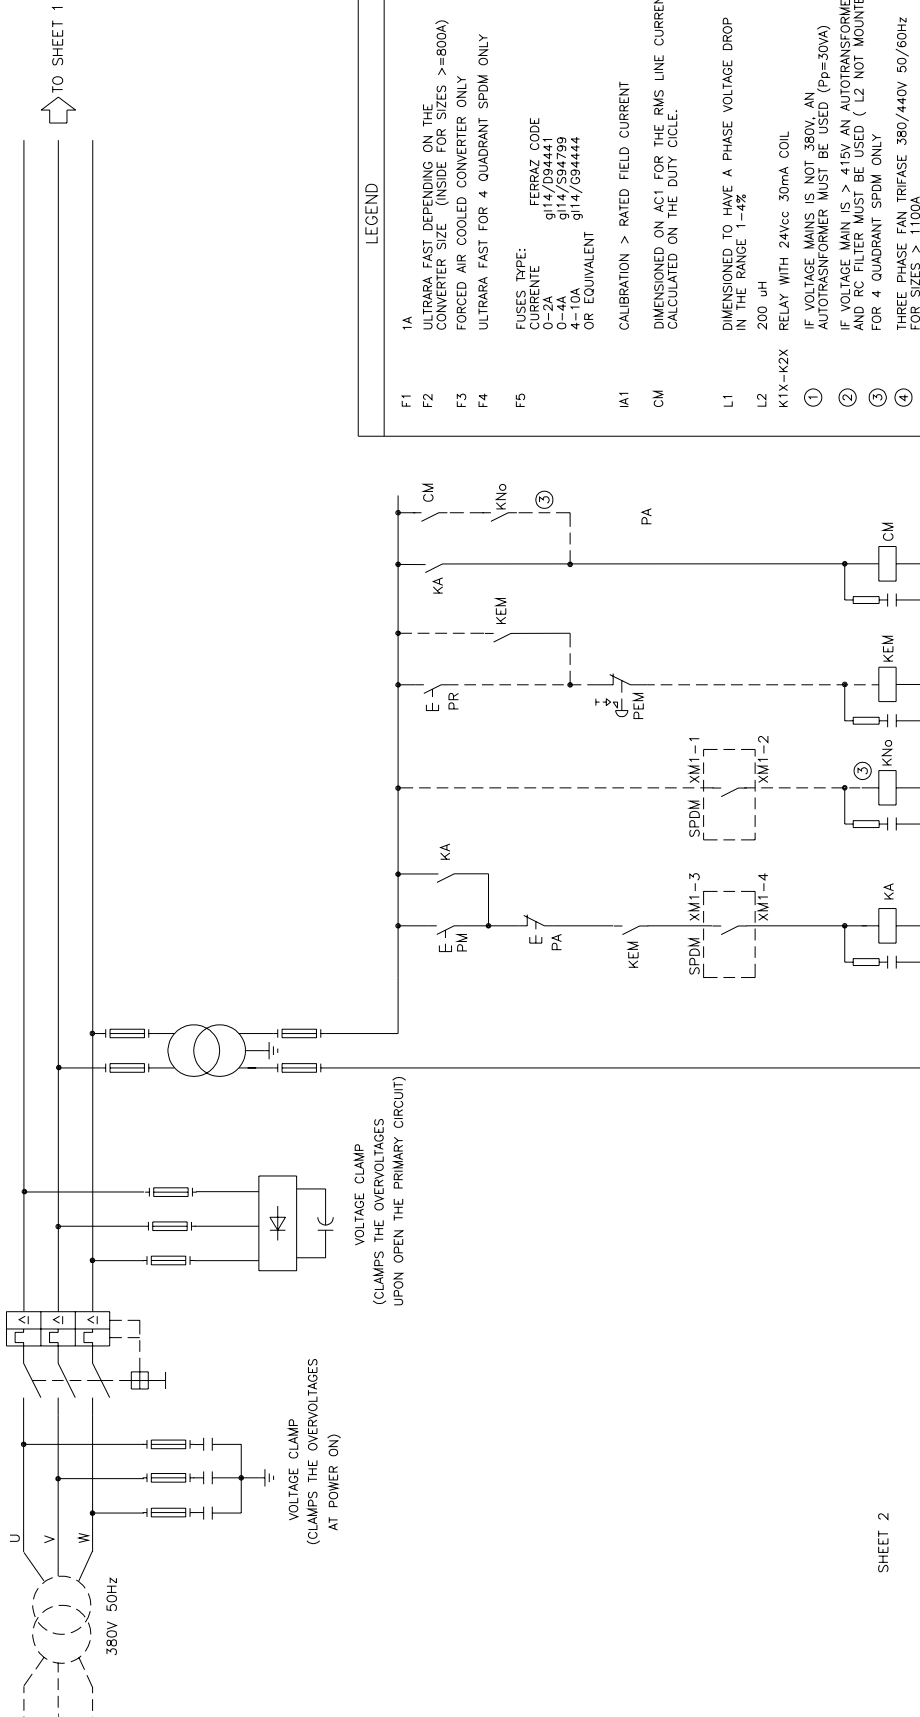 TO SHEET 1
U
V
W
380V 50Hz
VOLTAGE CLAMP
(CLAMPS THE OVERVOLTAGES
AT POWER ON)
VOLTAGE CLAMP
(CLAMPS THE OVERVOLTAGES
UPON OPEN THE PRIMARY CIRCUIT)
PM
KA
PA
KEM
SPDM XM1-3
XM1-4
KA
SPDM XM1-1
XM1-2
3
KNo
PR
KEM
PEM
KEM
KA
CM
KNo
3
PA
CM
LEGEND
F1 1A
F2 ULTRARA FAST DEPENDING ON THE
CONVERTER SIZE (INSIDE FOR SIZES >=800A)
F3 FORCED AIR COOLED CONVERTER ONLY
F4 ULTRARA FAST FOR 4 QUADRANT SPDM ONLY
F5 FUSES TYPE:
CURRENTE FERRAZ CODE
0-2A gI14/D94441
0-4A gI14/S94799
4-10A gI14/G94444
OR EQUIVALENT
IA1 CALIBRATION > RATED FIELD CURRENT
CM DIMENSIONED ON AC1 FOR THE RMS LINE CURREN
CALCULATED ON THE DUTY CICLE.
L1 DIMENSIONED TO HAVE A PHASE VOLTAGE DROP
IN THE RANGE 1-4%
L2 200 uH
K1X-K2X RELAY WITH 24Vcc 30mA COIL
1 IF VOLTAGE MAINS IS NOT 380V, AN
AUTOTRASNFORMER MUST BE USED (Pp=30VA)
2 IF VOLTAGE MAIN IS > 415V AN AUTOTRANSFORME
AND RC FILTER MUST BE USED ( L2 NOT MOUNTE
3 FOR 4 QUADRANT SPDM ONLY
4 THREE PHASE FAN TRIFASE 380/440V 50/60Hz
FOR SIZES > 1100A
SHEET 2